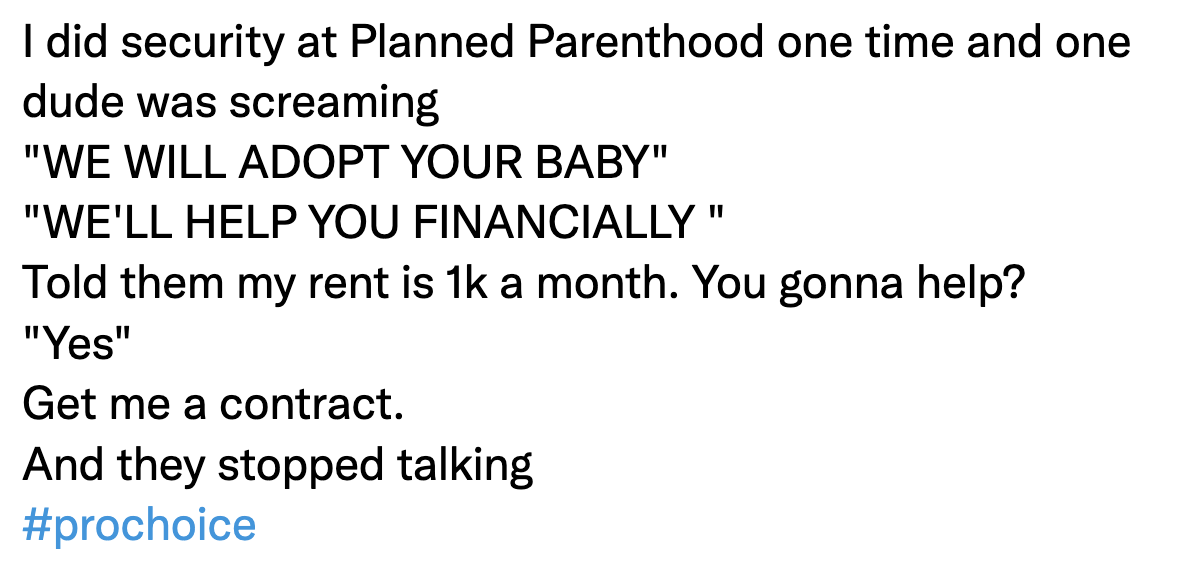 I did security at Planned Parenthood one time and one
dude was screaming
"WE WILL ADOPT YOUR BABY"
"WE'LL HELP YOU FINANCIALLY "
Told them my rent is 1k a month. You gonna help?
"Yes"
Get me a contract.
And they stopped talking
#prochoice